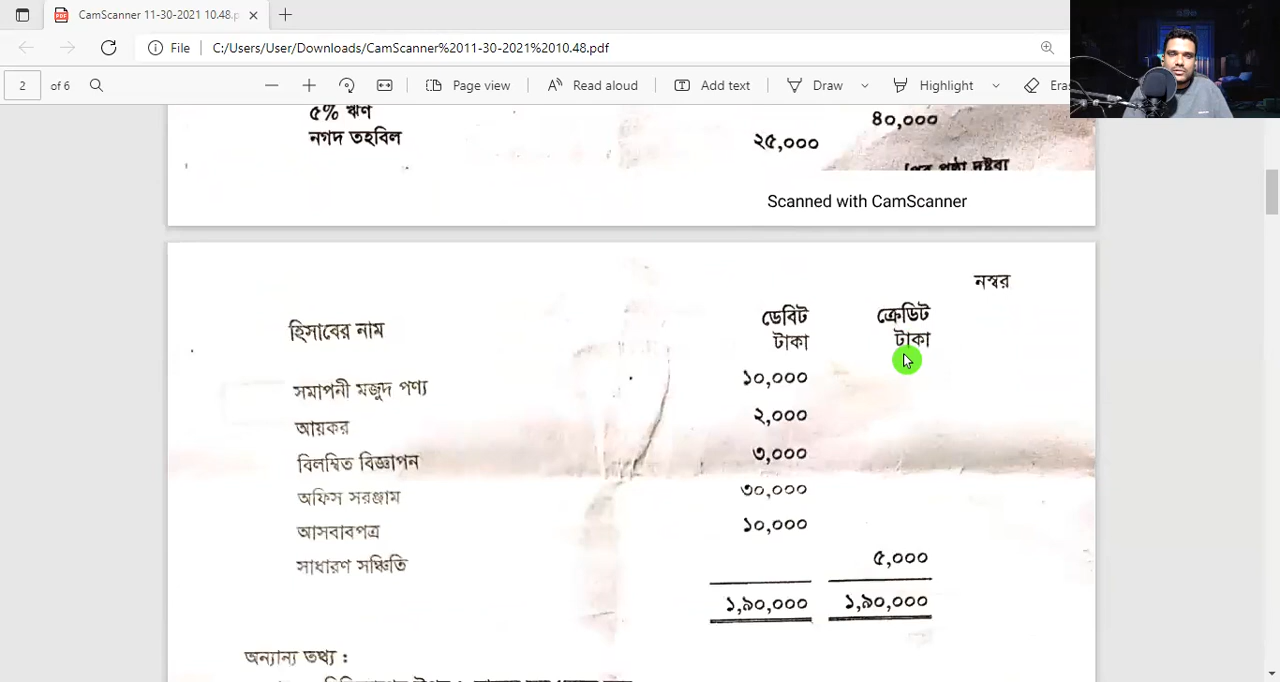 CamScanner 11-30-2021 10.48.p
File C:/Users/User/Downloads/CamScanner%2011-30-2021%2010.48.pdf
2 of 6 Page view Read aloud Add text Draw Highlight Era
৫% ঋণ ৪০,০০০
নগদ তহবিল ২৫,০০০
Scanned with CamScanner
নম্বর
হিসাবের নাম ডেবিট টাকা ক্রেডিট টাকা
সমাপনী মজুদ পণ্য ১০,০০০
আয়কর ২,০০০
বিলম্বিত বিজ্ঞাপন ৩,০০০
অফিস সরঞ্জাম ৩০,০০০
আসবাবপত্র ১০,০০০
সাধারণ সঞ্চিতি ৫,০০০
১,৯০,০০০ ১,৯০,০০০
অন্যান্য তথ্য :